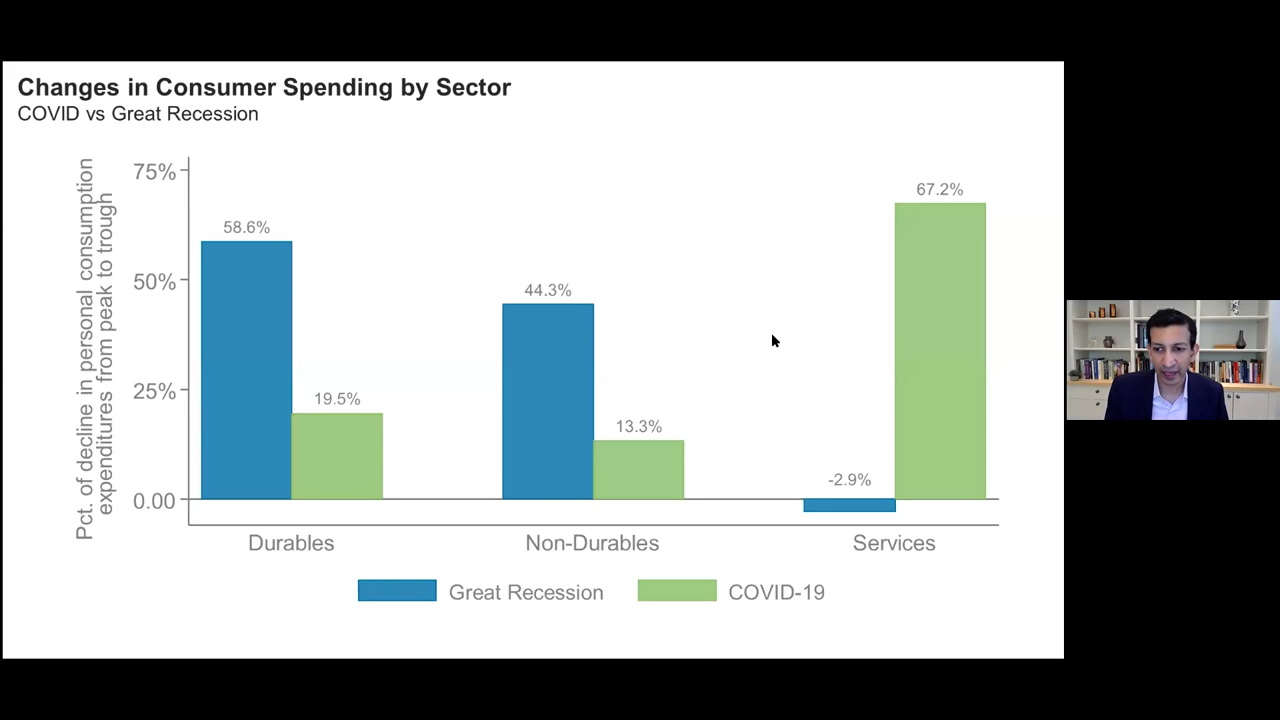 Changes in Consumer Spending by Sector
COVID vs Great Recession
Pct. of decline in personal consumption
expenditures from peak to trough
75%
50%
25%
0.00
58.6%
19.5%
44.3%
13.3%
-2.9%
67.2%
Durables
Non-Durables
Services
Great Recession
COVID-19